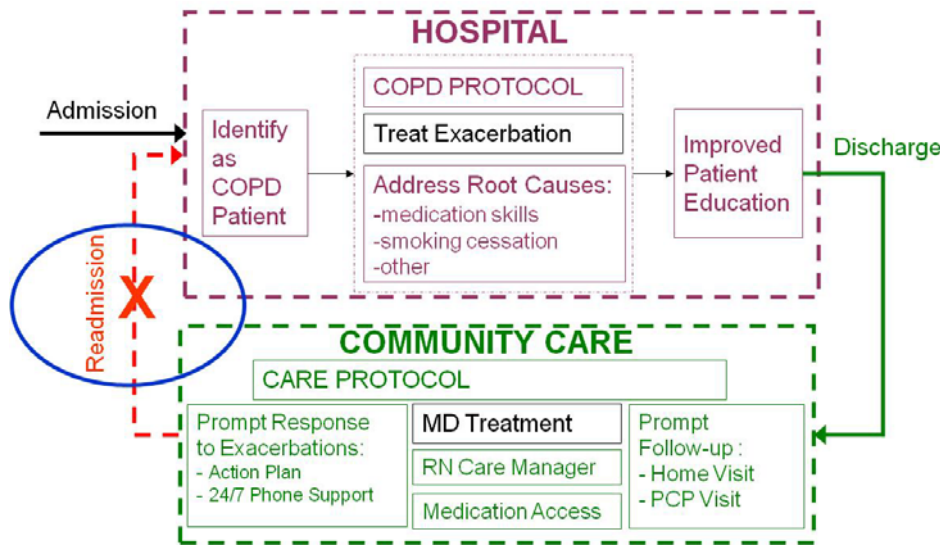 HOSPITAL
Admission
Identify
as
COPD
Patient
COPD PROTOCOL
Treat Exacerbation
Address Root Causes:
-medication skills
-smoking cessation
-other
Improved
Patient
Education
Discharge
Readmission
X
COMMUNITY CARE
CARE PROTOCOL
Prompt Response
to Exacerbations:
- Action Plan
- 24/7 Phone Support
MD Treatment
RN Care Manager
Medication Access
Prompt
Follow-up :
- Home Visit
- PCP Visit